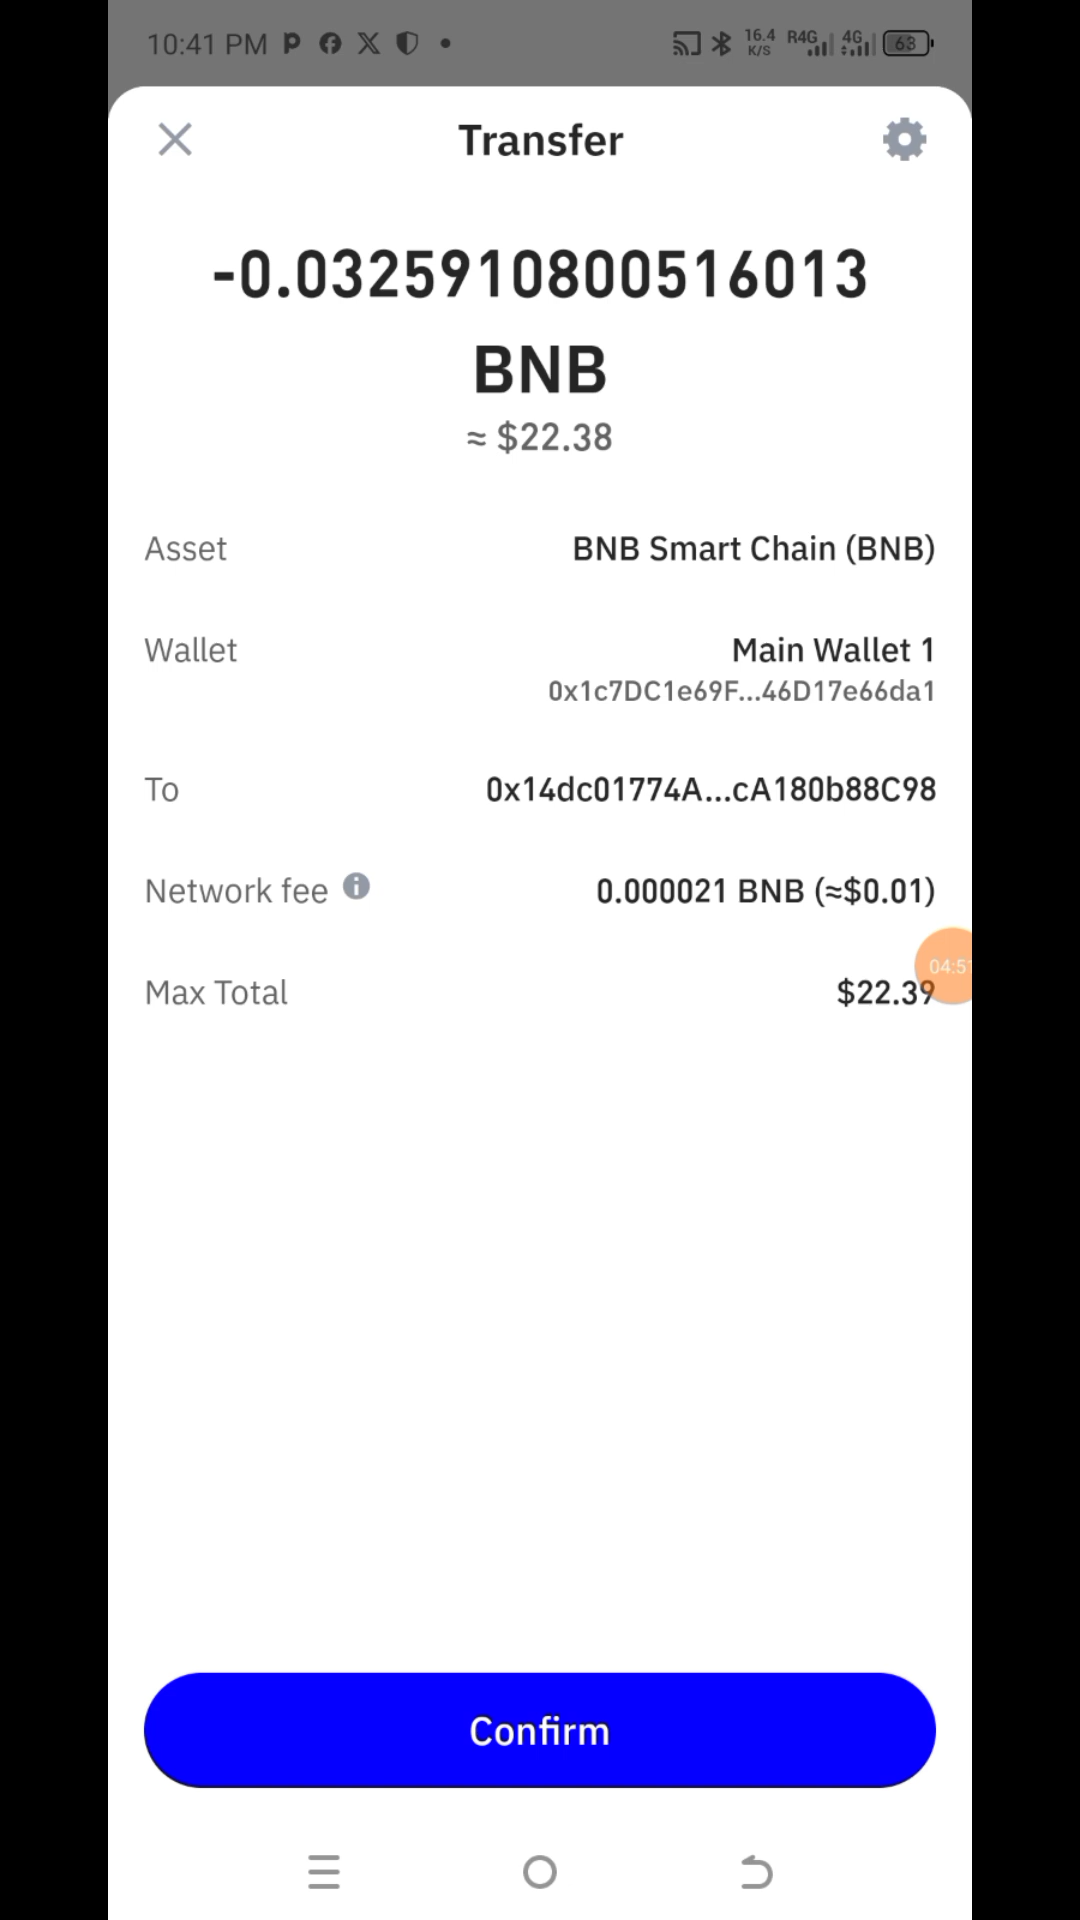 10:41 PM
16.4 K/S R4G 4G 63
Transfer
-0.0325910800516013
BNB
≈ $22.38
Asset BNB Smart Chain (BNB)
Wallet Main Wallet 1
0x1c7DC1e69F...46D17e66da1
To 0x14dc01774A...cA180b88C98
Network fee 0.000021 BNB (≈$0.01)
04:51
Max Total $22.39
Confirm